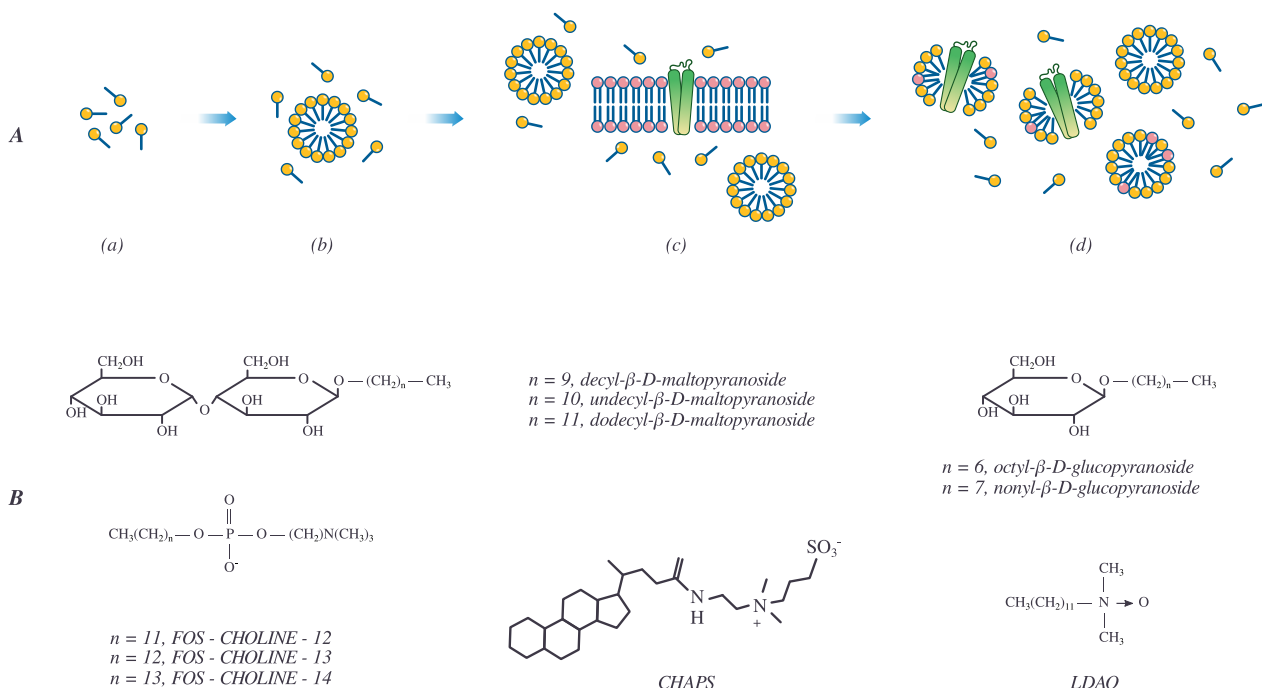 A
(a)
(b)
(c)
(d)
B
CH₂OH
O
OH
OH
OH
O
CH₂OH
O
OH
OH
O—(CH₂)ₙ—CH₃
n = 9, decyl-β-D-maltopyranoside
n = 10, undecyl-β-D-maltopyranoside
n = 11, dodecyl-β-D-maltopyranoside
CH₂OH
O
OH
OH
OH
O—(CH₂)ₙ—CH₃
n = 6, octyl-β-D-glucopyranoside
n = 7, nonyl-β-D-glucopyranoside
O
CH₃(CH₂)ₙ—O—P—O—(CH₂)N(CH₃)₃
O⁻
n = 11, FOS - CHOLINE - 12
n = 12, FOS - CHOLINE - 13
n = 13, FOS - CHOLINE - 14
SO₃⁻
N
H
N
+
CHAPS
CH₃
CH₃(CH₂)₁₁—N→O
CH₃
LDAO